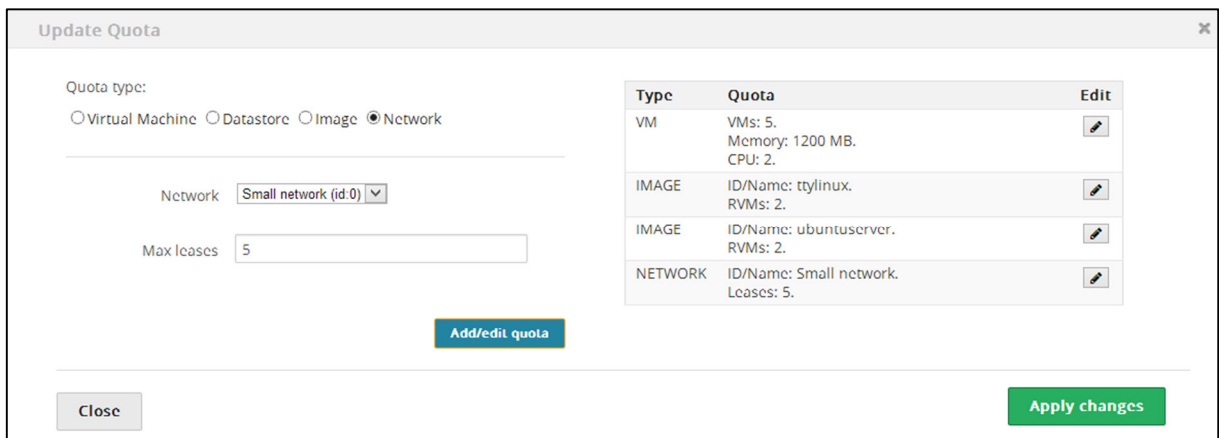 Update Quota
Quota type:
Virtual Machine Datastore Image Network
Network Small network (id:0)
Max leases 5
Add/edit quota
Type Quota Edit
VM VMs: 5.
Memory: 1200 MB.
CPU: 2.
IMAGE ID/Name: ttylinux.
RVMs: 2.
IMAGE ID/Name: ubuntuserver.
RVMs: 2.
NETWORK ID/Name: Small network.
Leases: 5.
Close
Apply changes